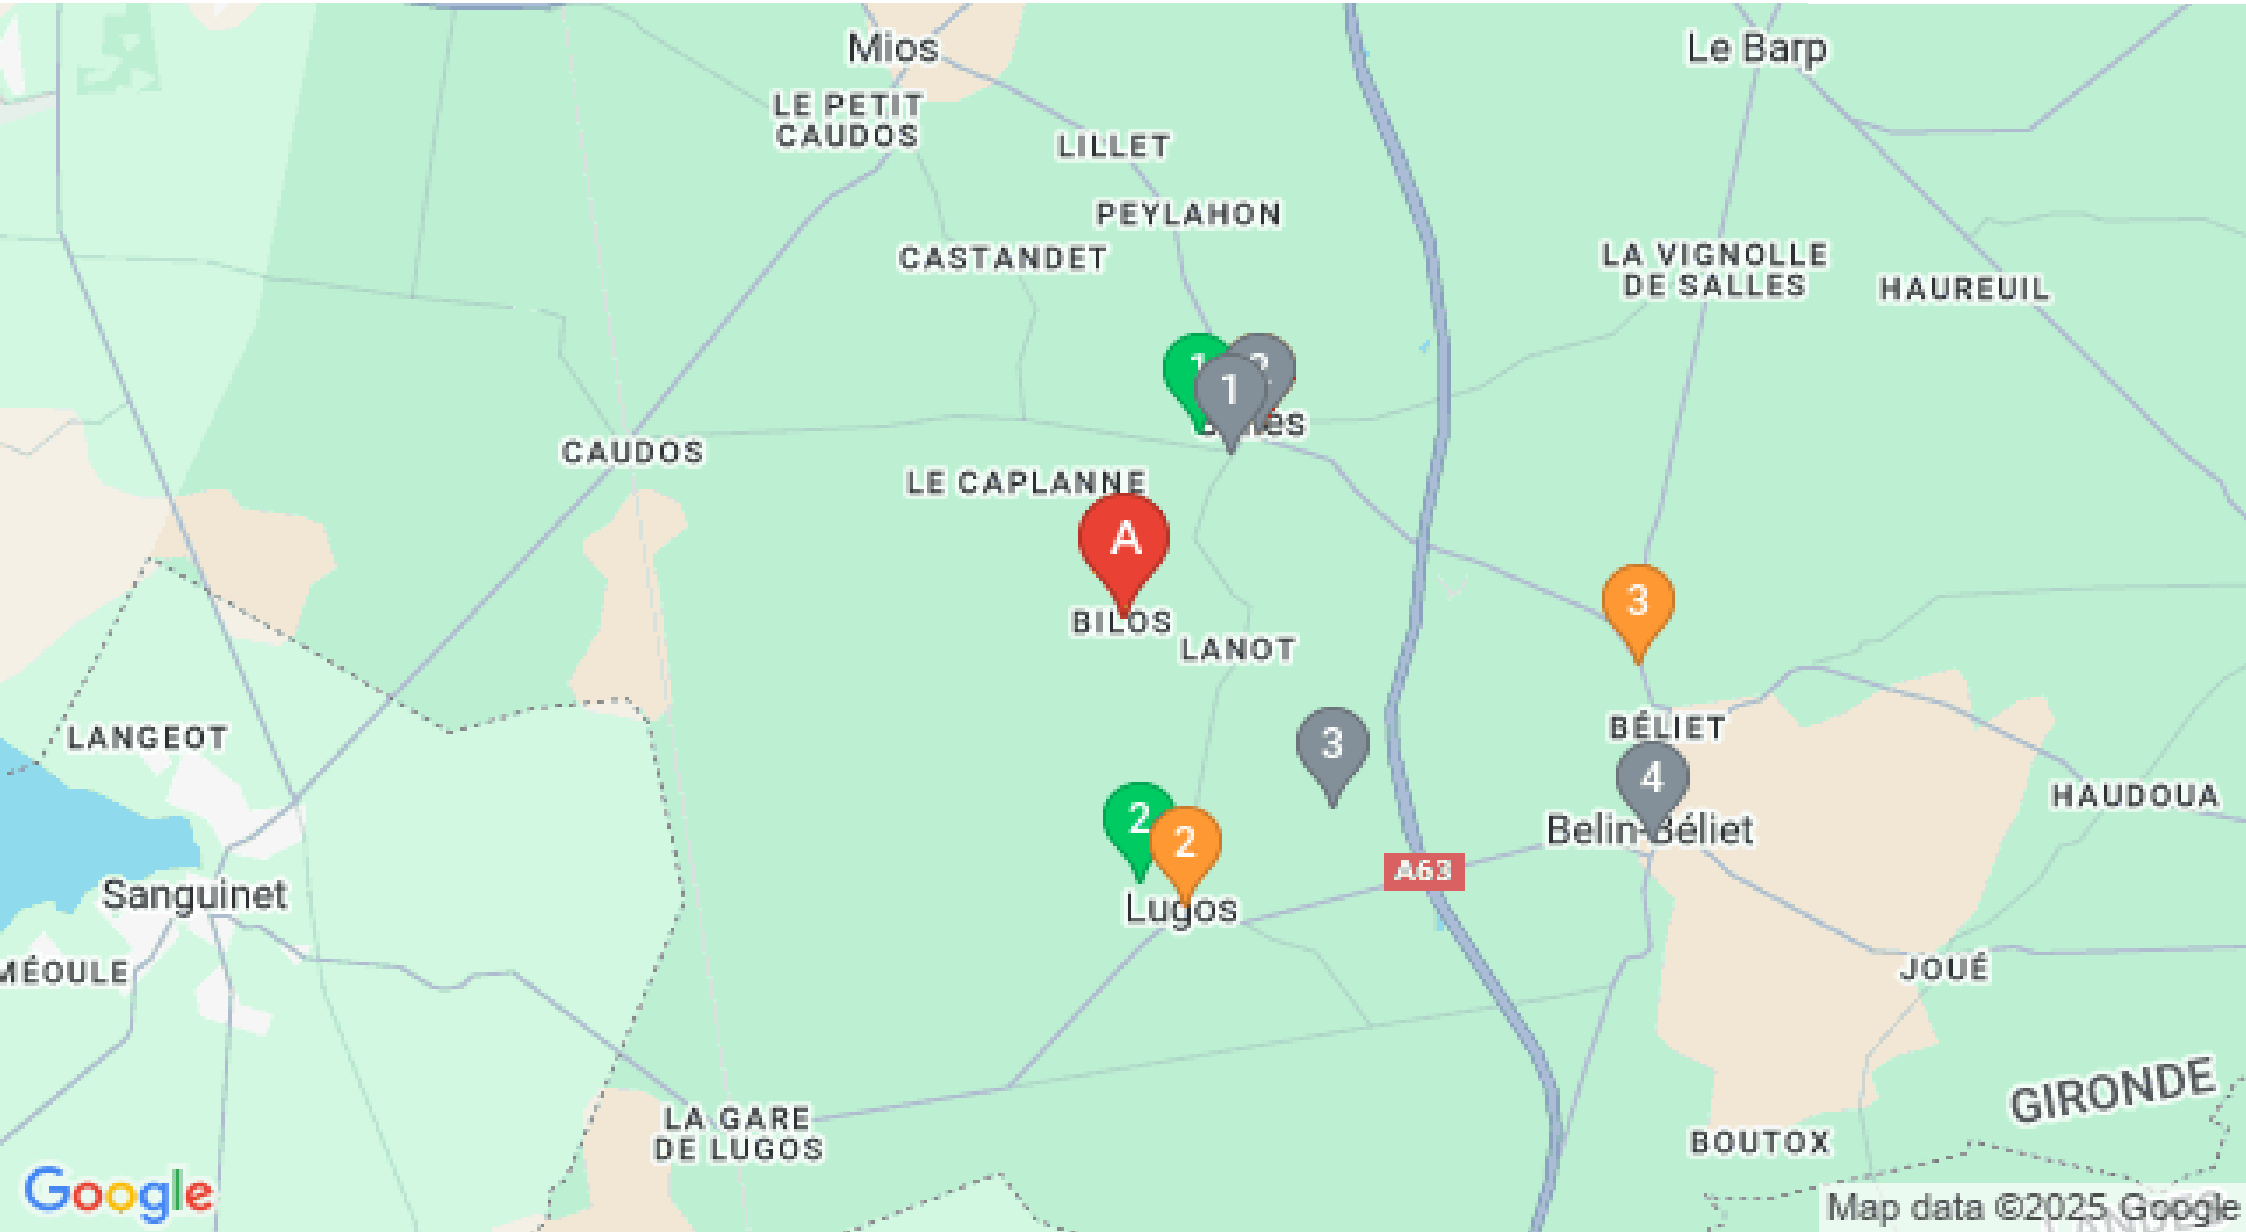 Mios
Le Barp
LE PETIT
CAUDOS
LILLET
PEYLAHON
CASTANDET
LA VIGNOLLE
DE SALLES
HAUREUIL
1
1
CAUDOS
LE CAPLANNE
A
BILOS
LANOT
3
LANGEOT
BÉLIET
3
4
HAUDOUA
2
2
Belin-Béliet
A63
Sanguinet
Lugos
MÉOULE
JOUÉ
GIRONDE
LA GARE
DE LUGOS
BOUTOX
Google
Map data ©2025 Google